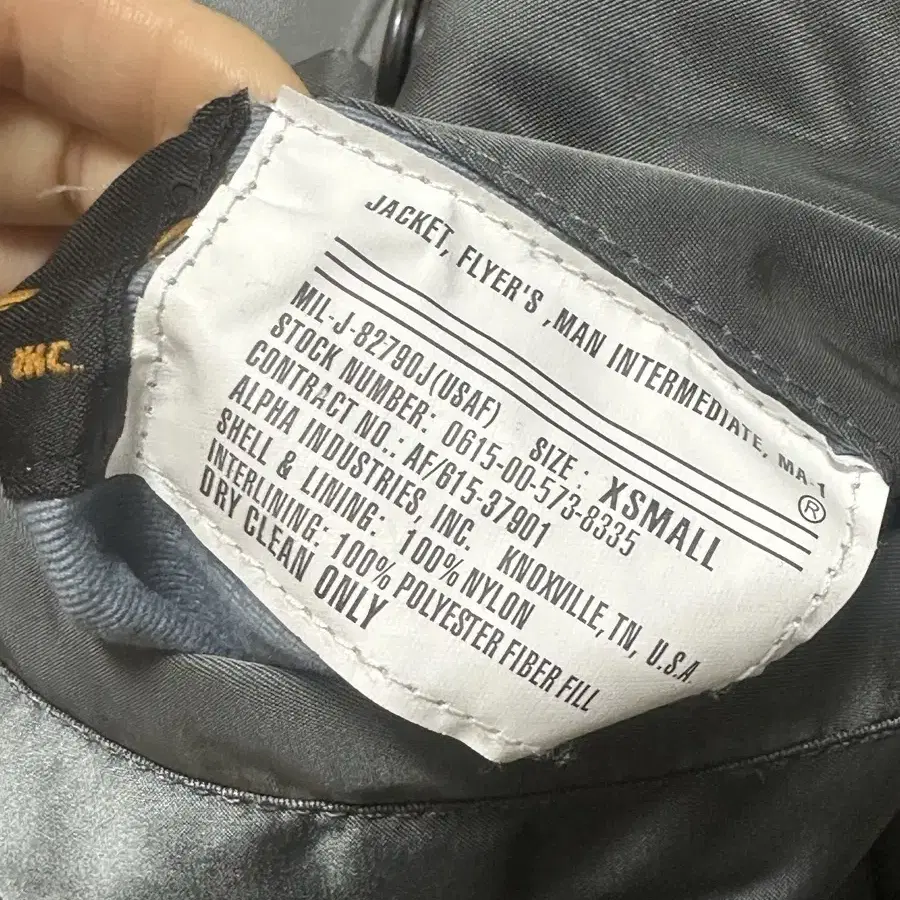 JACKET, FLYER'S ,MAN INTERMEDIATE, MA-1
®
MIL-J-82790J(USAF) SIZE : XSMALL
STOCK NUMBER: 0615-00-573-8335
CONTRACT NO.: AF/615-37901
ALPHA INDUSTRIES, INC. KNOXVILLE, TN, U.S.A
SHELL & LINING: 100% NYLON
INTERLINING: 100% POLYESTER FIBER FILL
DRY CLEAN ONLY
INC.